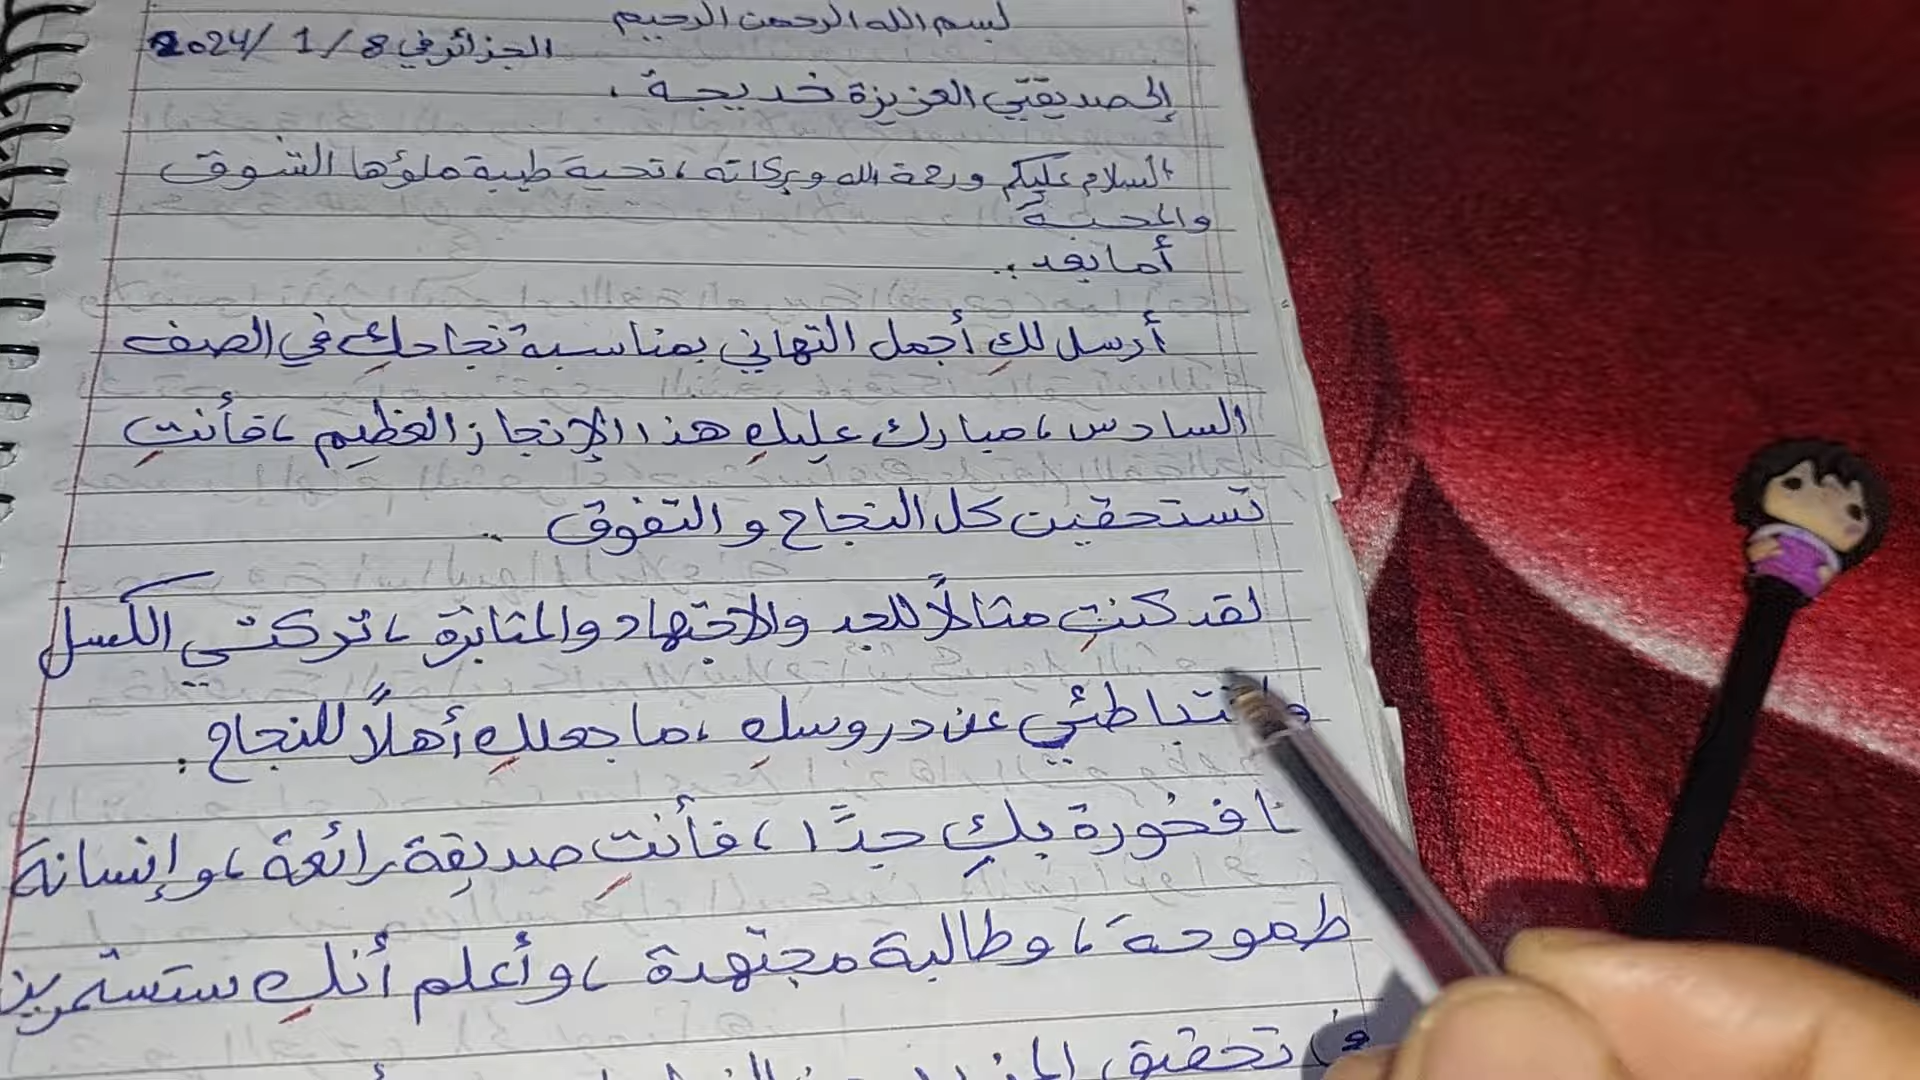 بسم الله الرحمن الرحيم
الجزائر في 8 / 1 / 2024
إلى صديقتي العزيزة خديجة ،
السلام عليكم ورحمة الله وبركاته ، تحية طيبة ملؤها الشوق
والمحبة
أما بعد :
أرسل لكِ أجمل التهاني بمناسبة نجاحكِ في الصف
السادس ، مبارك عليكِ هذا الإنجاز العظيم ، فأنتِ
تستحقين كل النجاح والتفوق .
لقد كنتِ مثالاً للجد والاجتهاد والمثابرة ، تركتي الكسل
عن دروسكِ ، ما جعلكِ أهلاً للنجاح .
فخورة بكِ جدًا ، فأنتِ صديقة رائعة ، وإنسانة
طموحة ، وطالبة مجتهدة ، وأعلم أنكِ ستستمرين
تحقيق